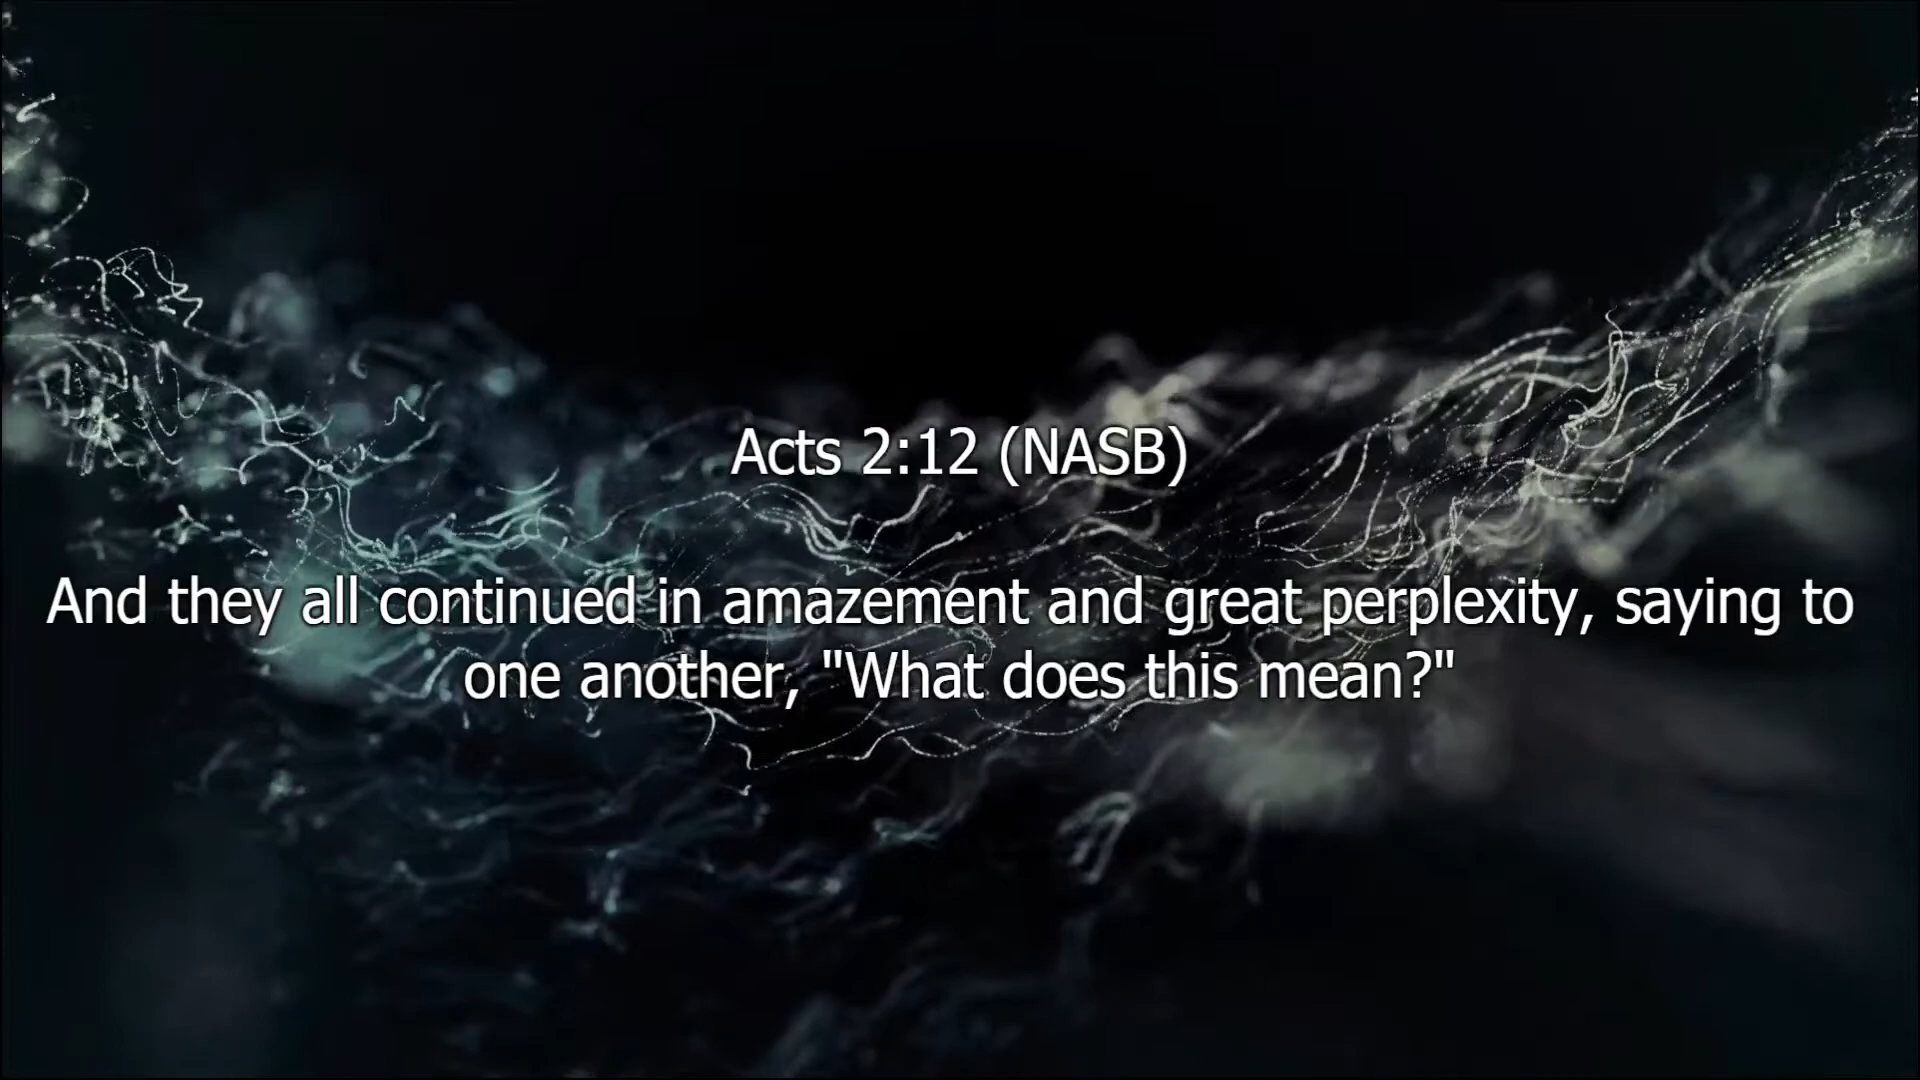 Acts 2:12 (NASB)
And they all continued in amazement and great perplexity, saying to
one another, "What does this mean?"